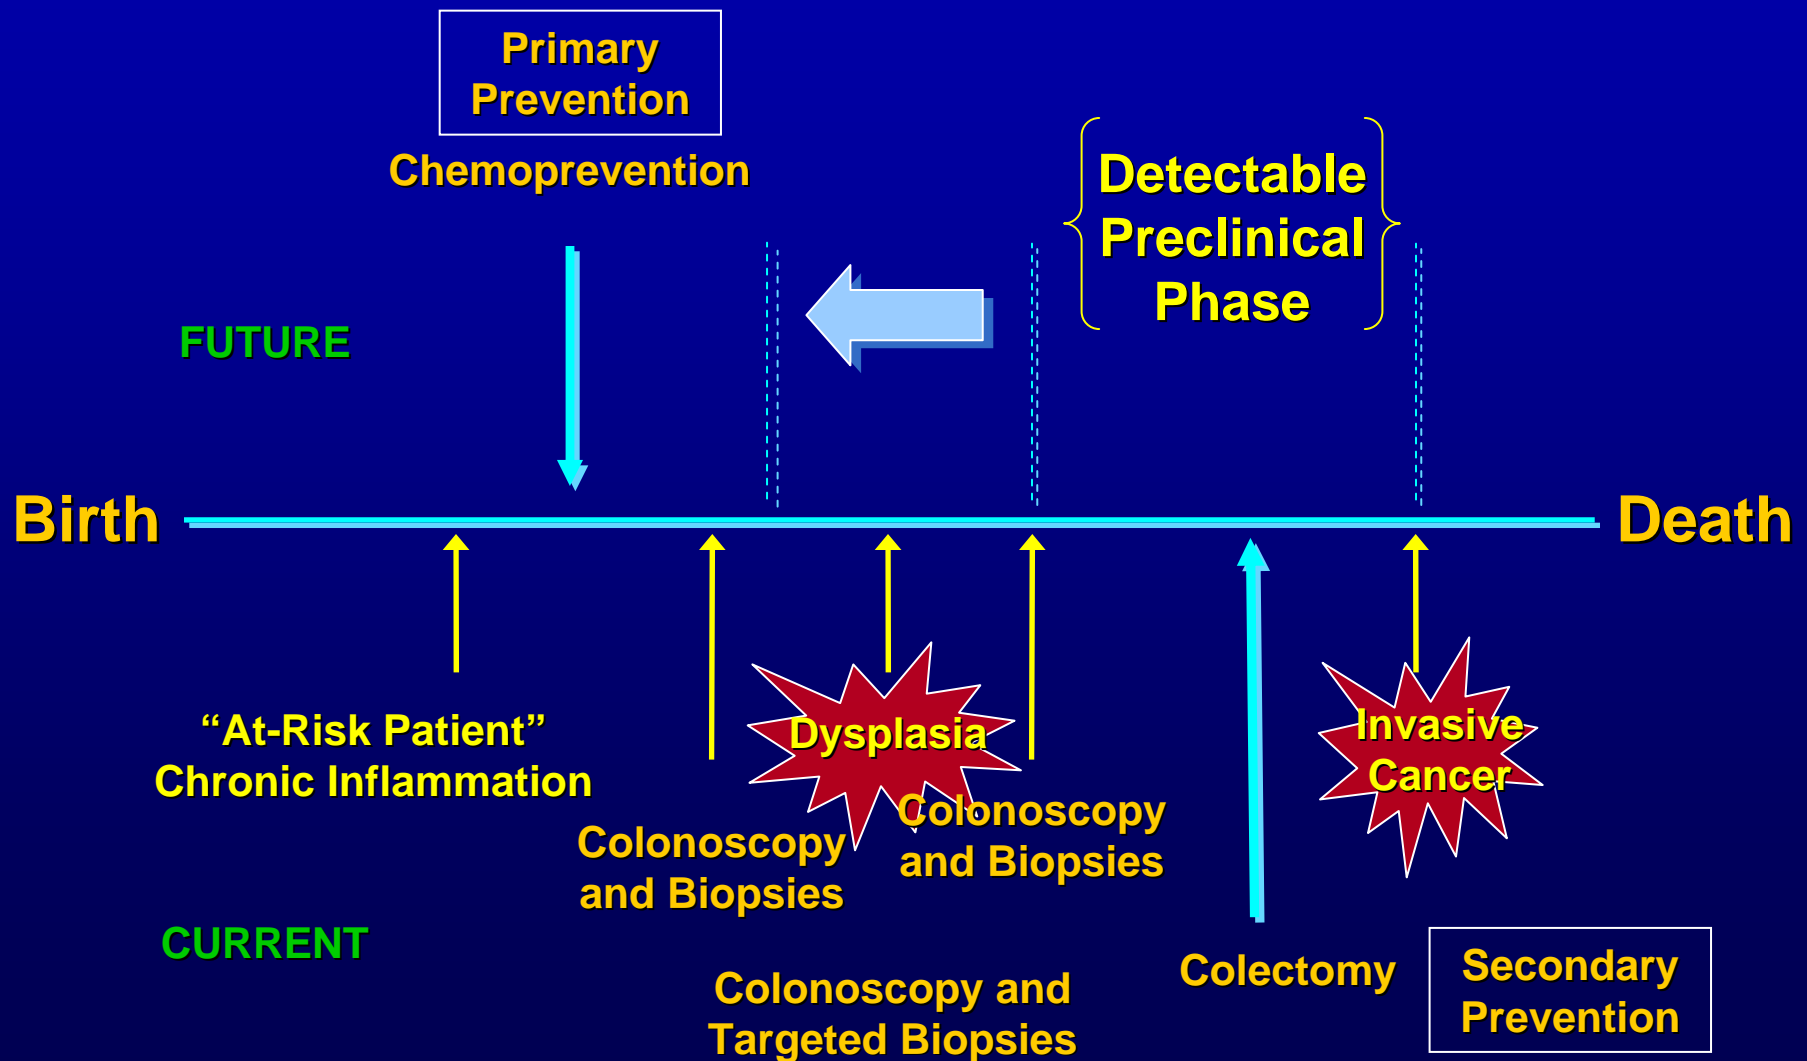 Primary
Prevention
Chemoprevention
Detectable
Preclinical
Phase
FUTURE
Birth
Death
“At-Risk Patient”
Chronic Inflammation
Dysplasia
Invasive
Cancer
Colonoscopy
and Biopsies
Colonoscopy
and Biopsies
CURRENT
Colonoscopy and
Targeted Biopsies
Colectomy
Secondary
Prevention